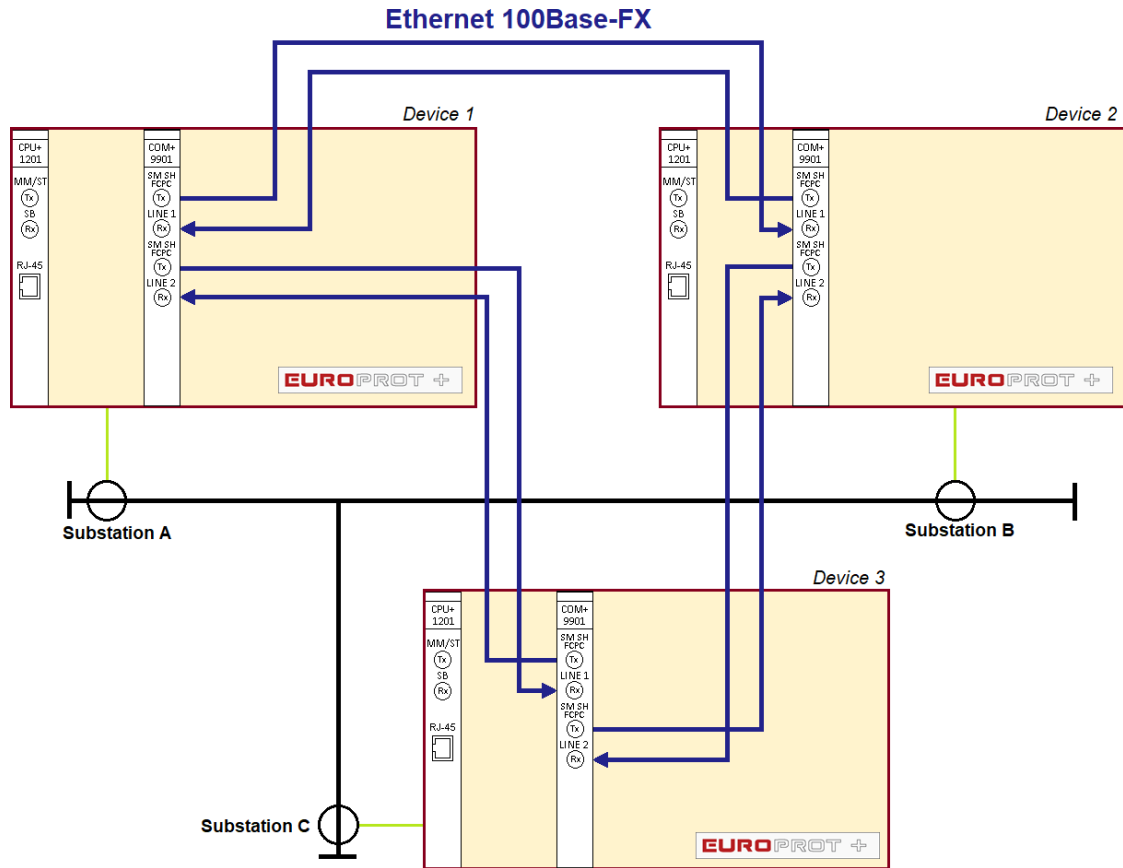 Ethernet 100Base-FX
Device 1
CPU+
1201
MM/ST
Tx
SB
Rx
RJ-45
COM+
9901
SM SH
FCPC
Tx
LINE 1
Rx
SM SH
FCPC
Tx
LINE 2
Rx
EUROPROT +
Device 2
CPU+
1201
MM/ST
Tx
SB
Rx
RJ-45
COM+
9901
SM SH
FCPC
Tx
LINE 1
Rx
SM SH
FCPC
Tx
LINE 2
Rx
EUROPROT +
Substation A
Substation B
Device 3
CPU+
1201
MM/ST
Tx
SB
Rx
RJ-45
COM+
9901
SM SH
FCPC
Tx
LINE 1
Rx
SM SH
FCPC
Tx
LINE 2
Rx
EUROPROT +
Substation C